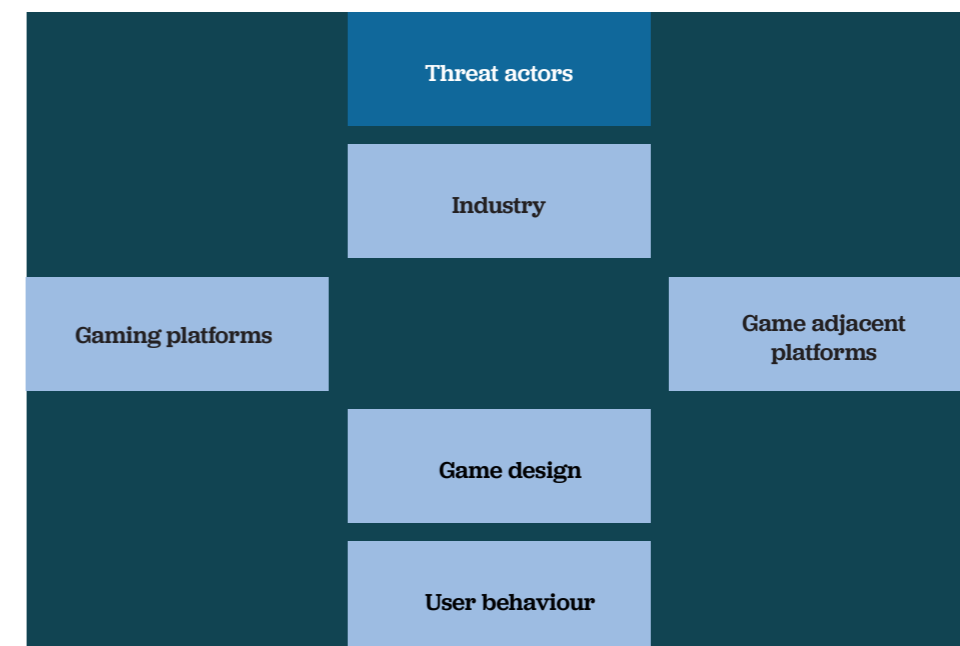 Threat actors
Industry
Gaming platforms
Game adjacent
platforms
Game design
User behaviour